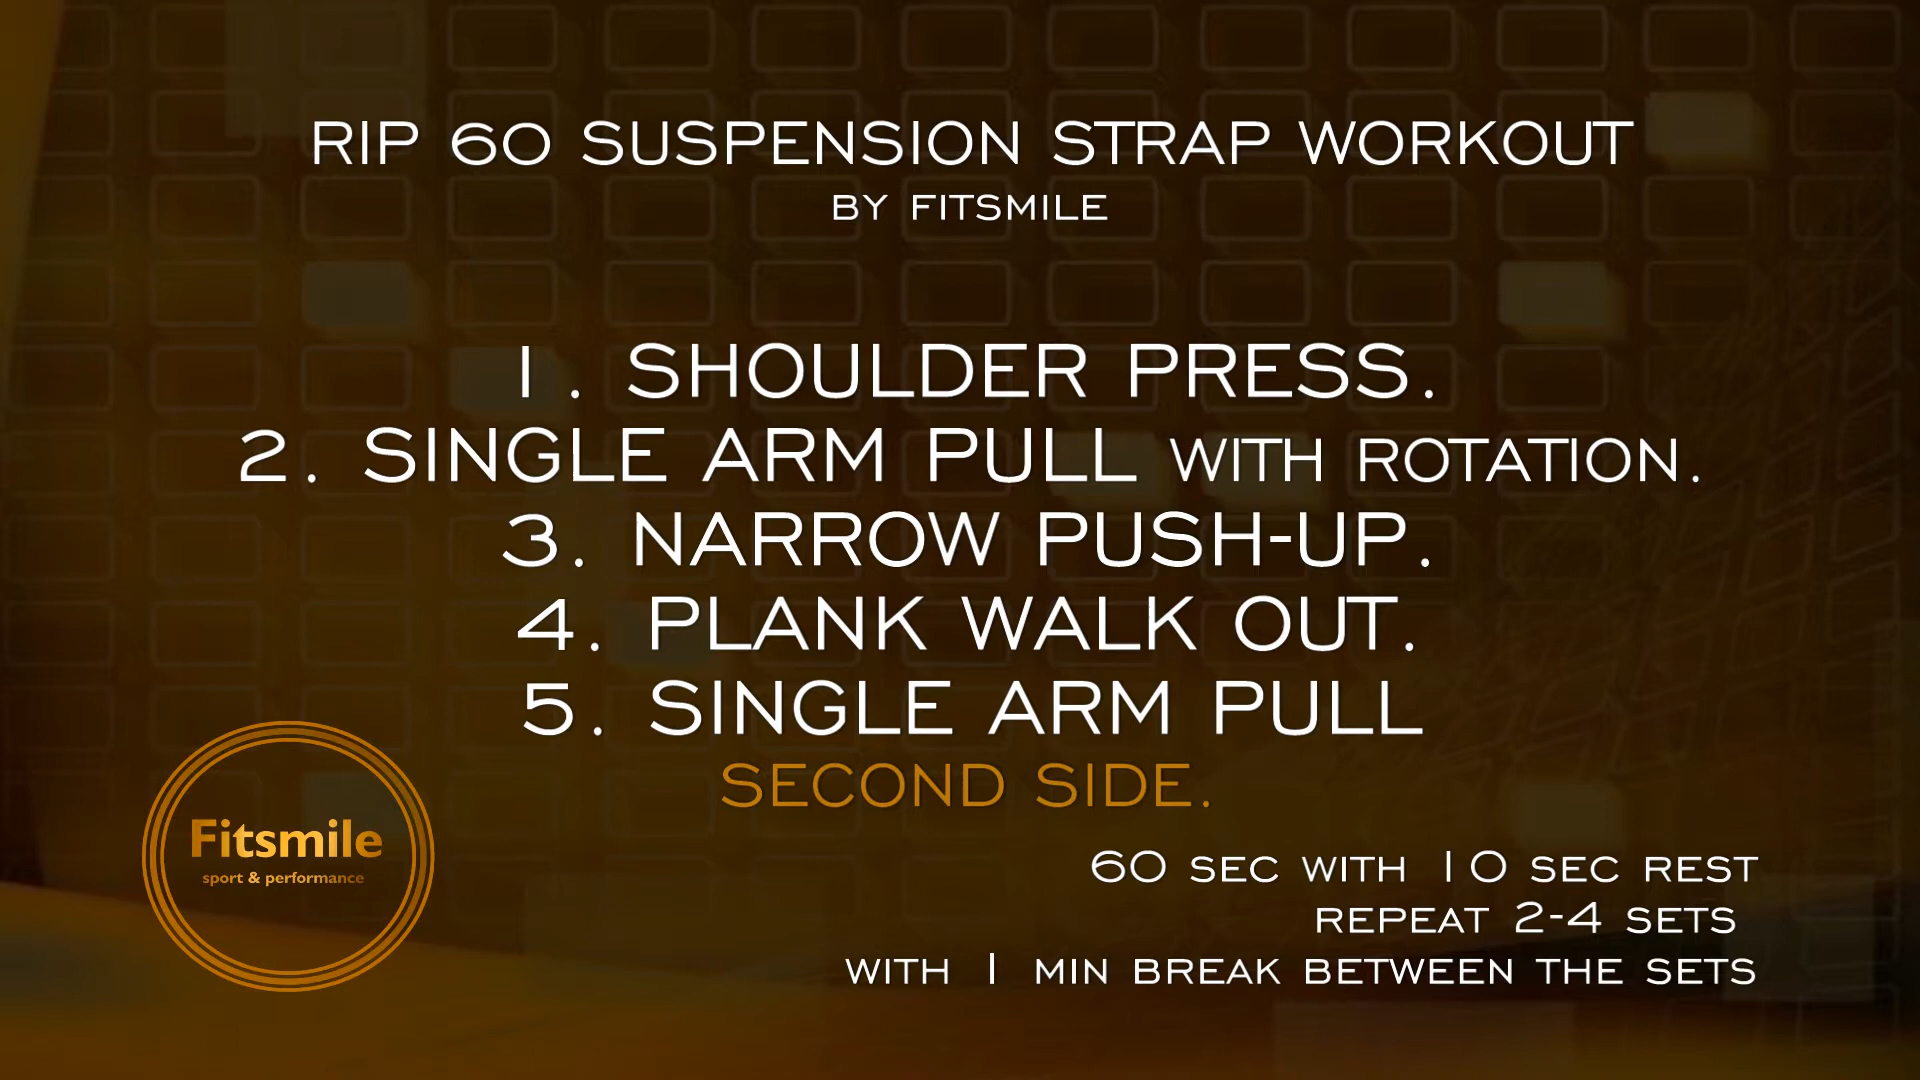 RIP 60 SUSPENSION STRAP WORKOUT
BY FITSMILE
1. SHOULDER PRESS.
2. SINGLE ARM PULL WITH ROTATION.
3. NARROW PUSH-UP.
4. PLANK WALK OUT.
5. SINGLE ARM PULL
SECOND SIDE.
Fitsmile
sport & performance
60 SEC WITH 10 SEC REST
REPEAT 2-4 SETS
WITH 1 MIN BREAK BETWEEN THE SETS